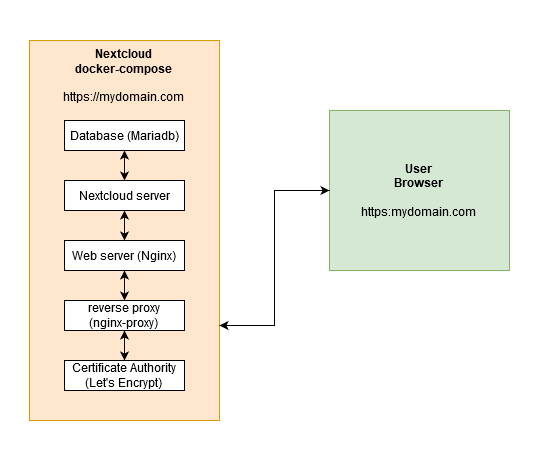 Nextcloud
docker-compose
https://mydomain.com
Database (Mariadb)
Nextcloud server
Web server (Nginx)
reverse proxy
(nginx-proxy)
Certificate Authority
(Let's Encrypt)
User
Browser
https:mydomain.com